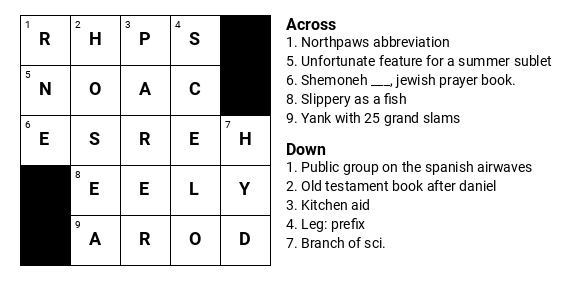 1 R 2 H 3 P 4 S
5 N O A C
6 E S R E 7 H
8 E E L Y
9 A R O D
Across
1. Northpaws abbreviation
5. Unfortunate feature for a summer sublet
6. Shemoneh ___, jewish prayer book.
8. Slippery as a fish
9. Yank with 25 grand slams
Down
1. Public group on the spanish airwaves
2. Old testament book after daniel
3. Kitchen aid
4. Leg: prefix
7. Branch of sci.